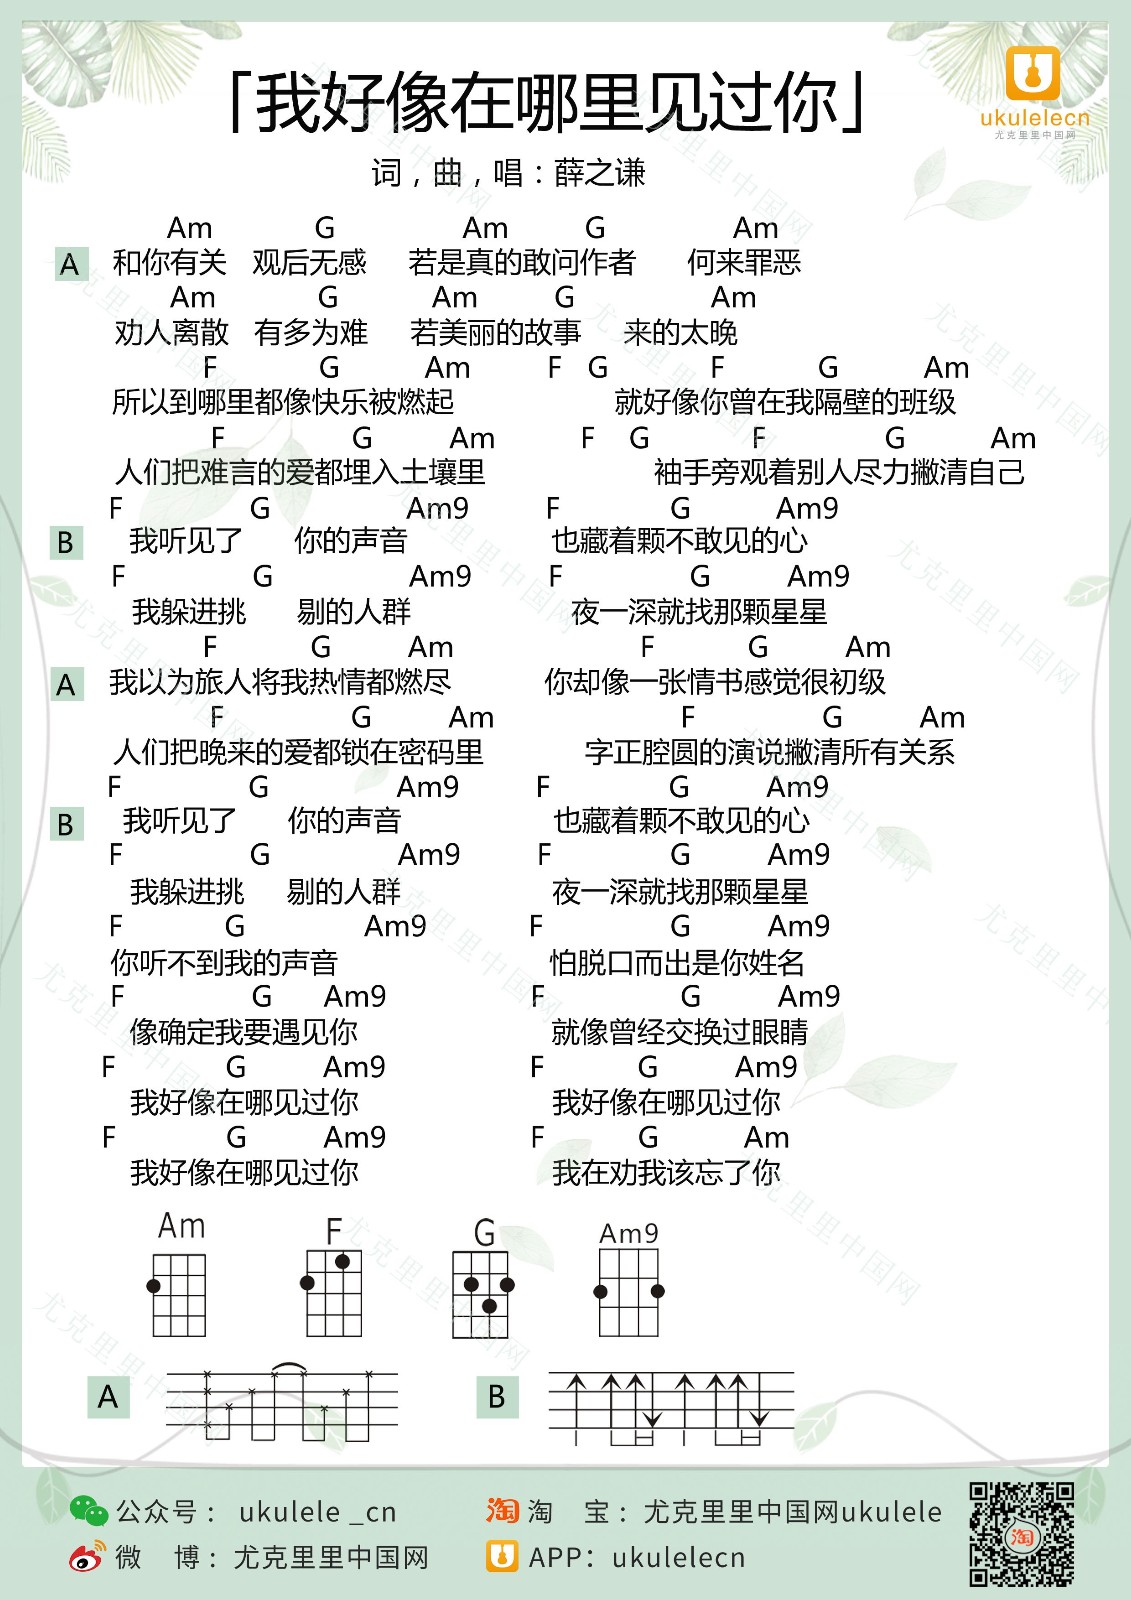 「我好像在哪里见过你」
ukulelecn
尤克里里中国网
词，曲，唱：薛之谦
Am G Am G Am
A 和你有关 观后无感 若是真的敢问作者 何来罪恶
Am G Am G Am
劝人离散 有多为难 若美丽的故事 来的太晚
F G Am F G F G Am
所以到哪里都像快乐被燃起 就好像你曾在我隔壁的班级
F G Am F G F G Am
人们把难言的爱都埋入土壤里 袖手旁观着别人尽力撇清自己
F G Am9 F G Am9
B 我听见了 你的声音 也藏着颗不敢见的心
F G Am9 F G Am9
我躲进挑 剔的人群 夜一深就找那颗星星
F G Am F G Am
A 我以为旅人将我热情都燃尽 你却像一张情书感觉很初级
F G Am F G Am
人们把晚来的爱都锁在密码里 字正腔圆的演说撇清所有关系
F G Am9 F G Am9
B 我听见了 你的声音 也藏着颗不敢见的心
F G Am9 F G Am9
我躲进挑 剔的人群 夜一深就找那颗星星
F G Am9 F G Am9
你听不到我的声音 怕脱口而出是你姓名
F G Am9 F G Am9
像确定我要遇见你 就像曾经交换过眼睛
F G Am9 F G Am9
我好像在哪见过你 我好像在哪见过你
F G Am9 F G Am
我好像在哪见过你 我在劝我该忘了你
Am F G Am9
A B
公众号： ukulele _cn 淘 淘 宝：尤克里里中国网ukulele
微 博：尤克里里中国网 APP：ukulelecn
淘